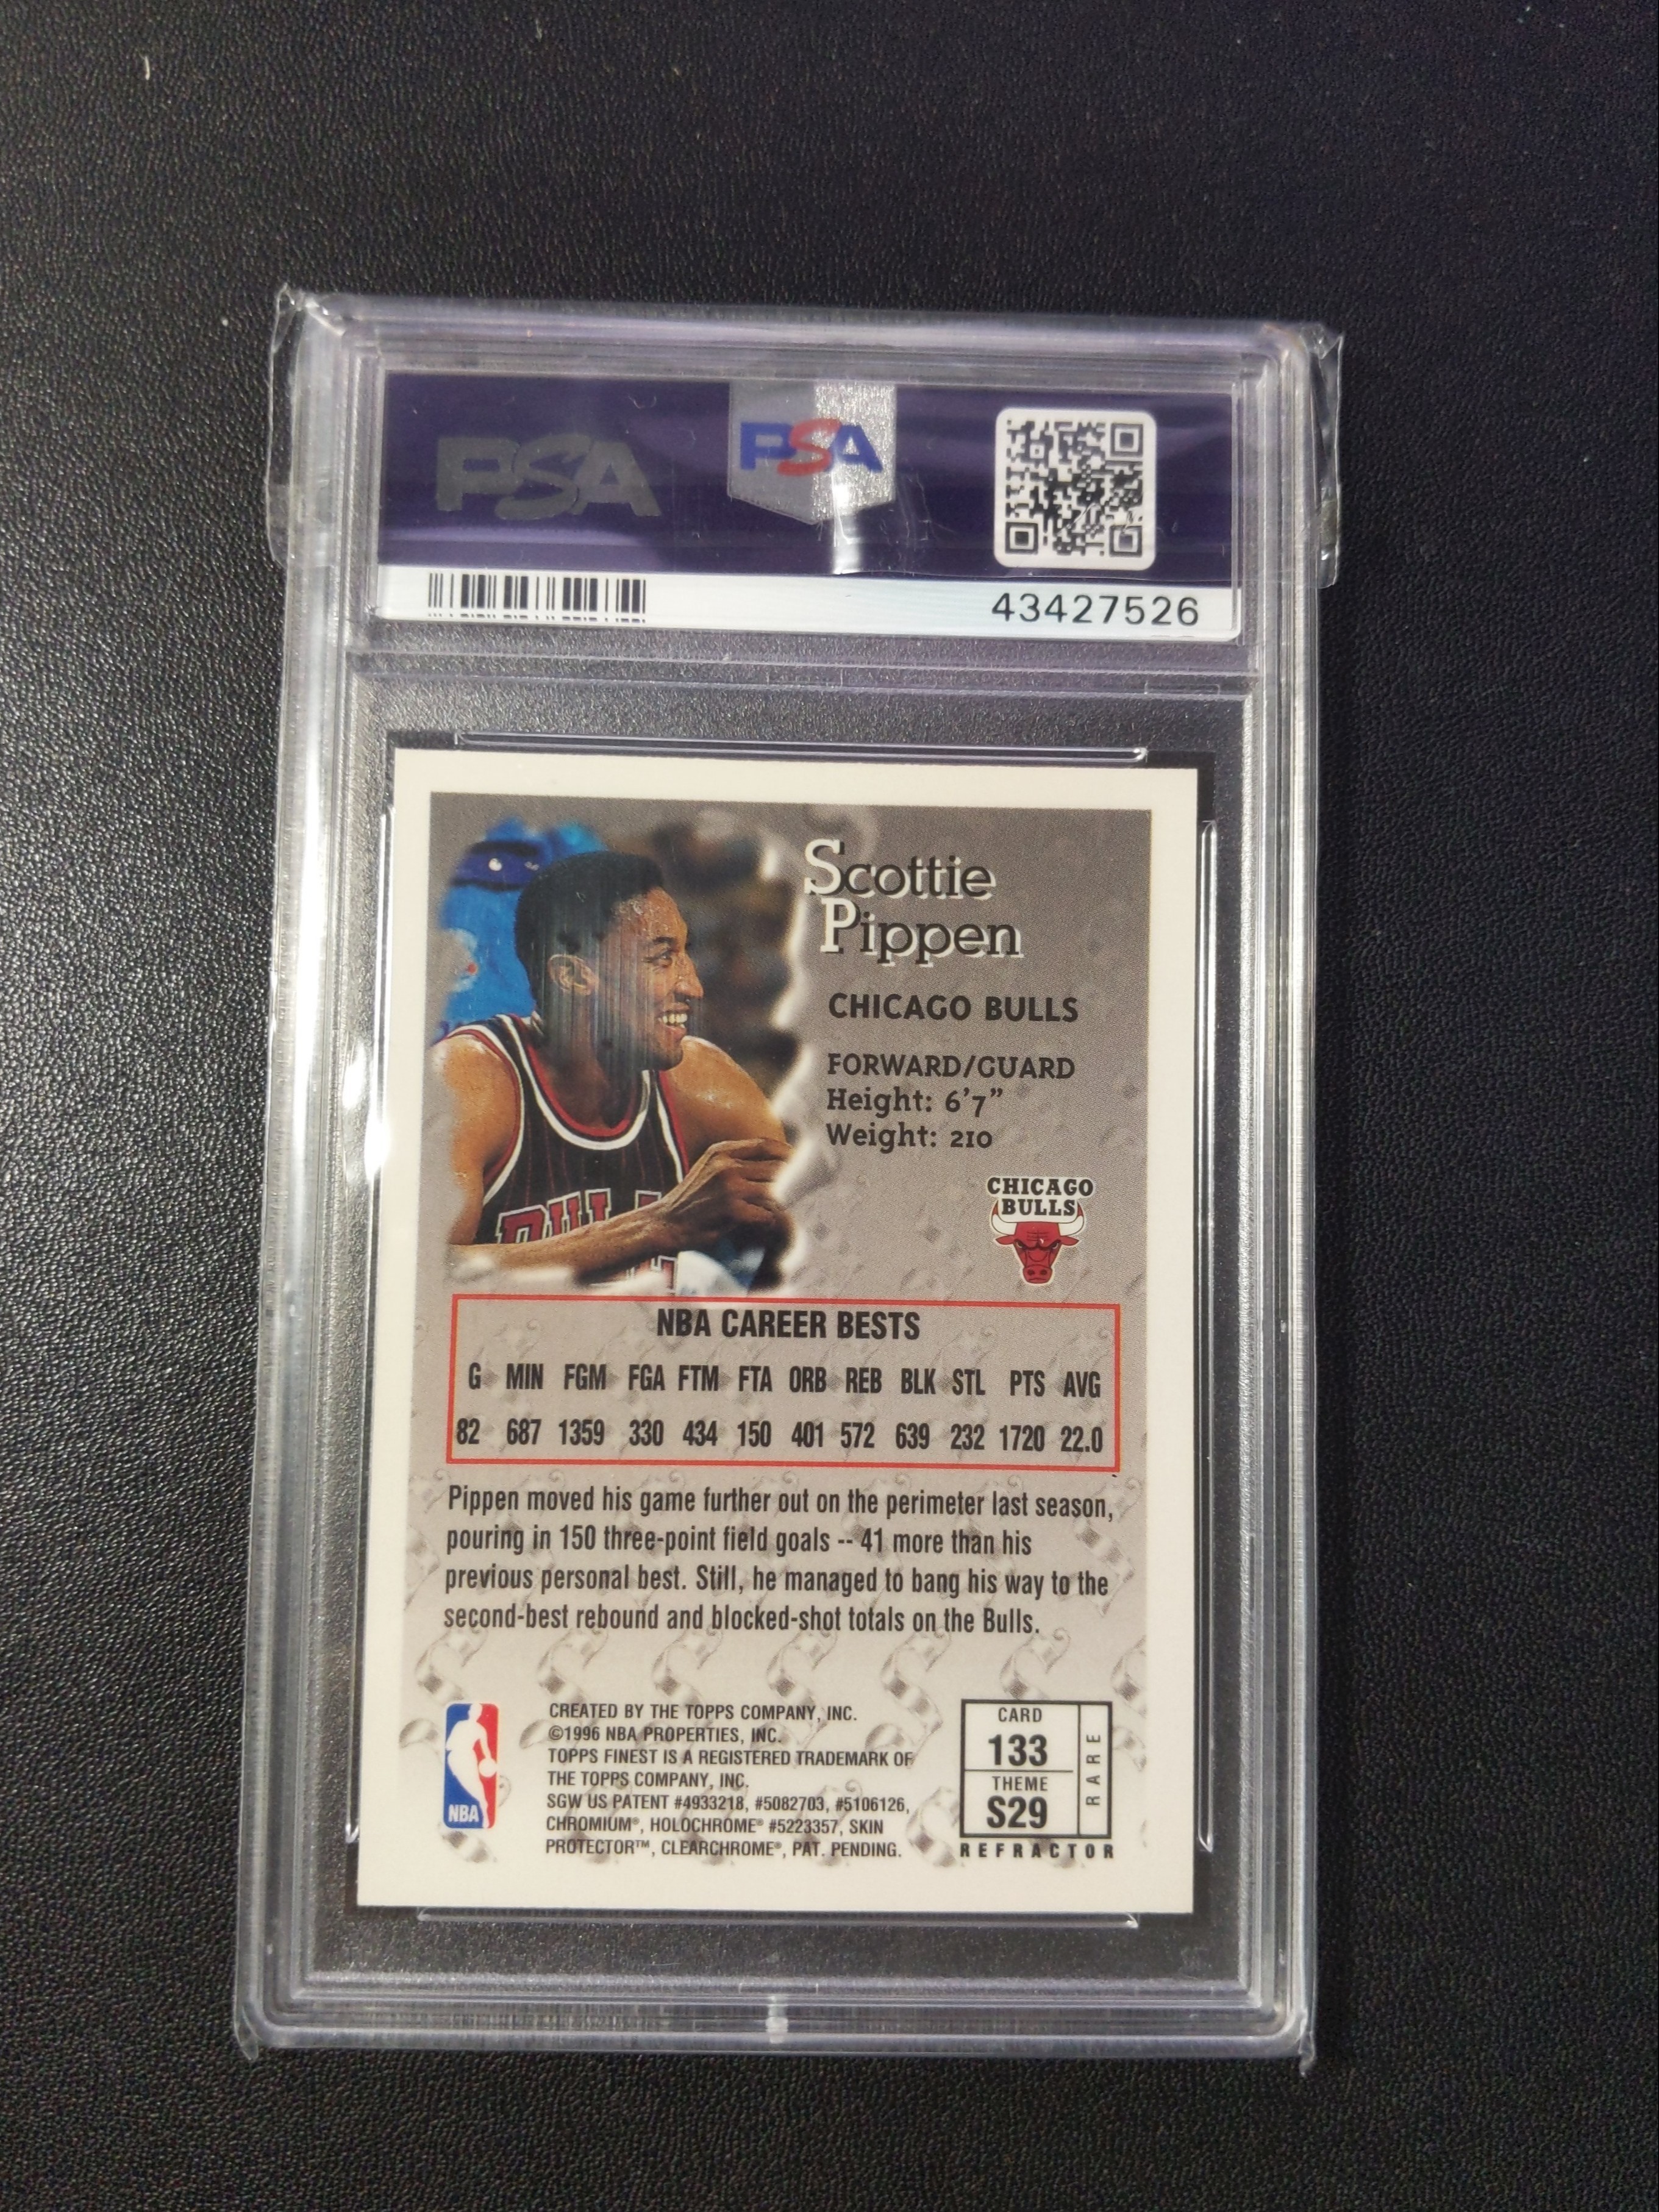 PSA
PSA
43427526
Scottie
Pippen
CHICAGO BULLS
FORWARD/GUARD
Height: 6'7"
Weight: 210
CHICAGO
BULLS
NBA CAREER BESTS
G MIN FGM FGA FTM FTA ORB REB BLK STL PTS AVG
82 687 1359 330 434 150 401 572 639 232 1720 22.0
Pippen moved his game further out on the perimeter last season,
pouring in 150 three-point field goals -- 41 more than his
previous personal best. Still, he managed to bang his way to the
second-best rebound and blocked-shot totals on the Bulls.
NBA
CREATED BY THE TOPPS COMPANY, INC.
©1996 NBA PROPERTIES, INC.
TOPPS FINEST IS A REGISTERED TRADEMARK OF
THE TOPPS COMPANY, INC.
SGW US PATENT #4933218, #5082703, #5106126,
CHROMIUM®, HOLOCHROME® #5223357, SKIN
PROTECTOR™, CLEARCHROME®, PAT. PENDING.
CARD
133
THEME
S29
RARE
REFRACTOR